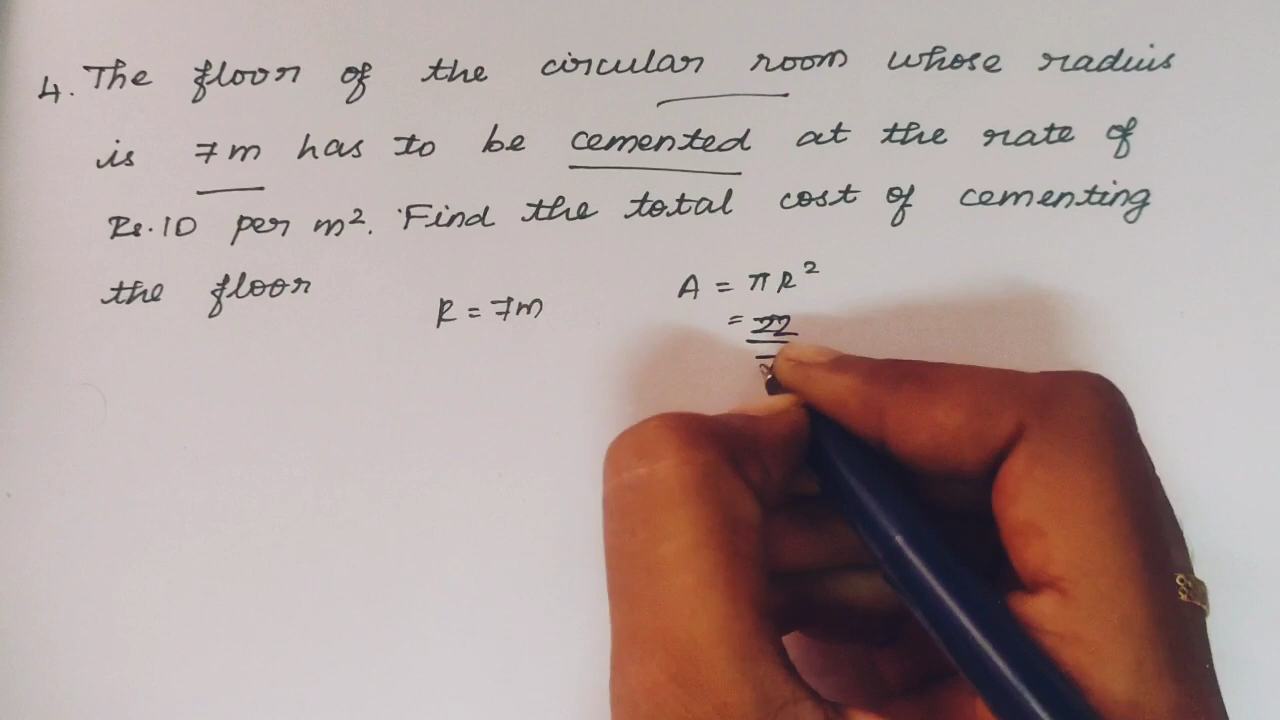 4. The floor of the circular room whose radius
is 7m has to be cemented at the rate of
Rs.10 per m². Find the total cost of cementing
the floor
R = 7m
A = πR²
= 22